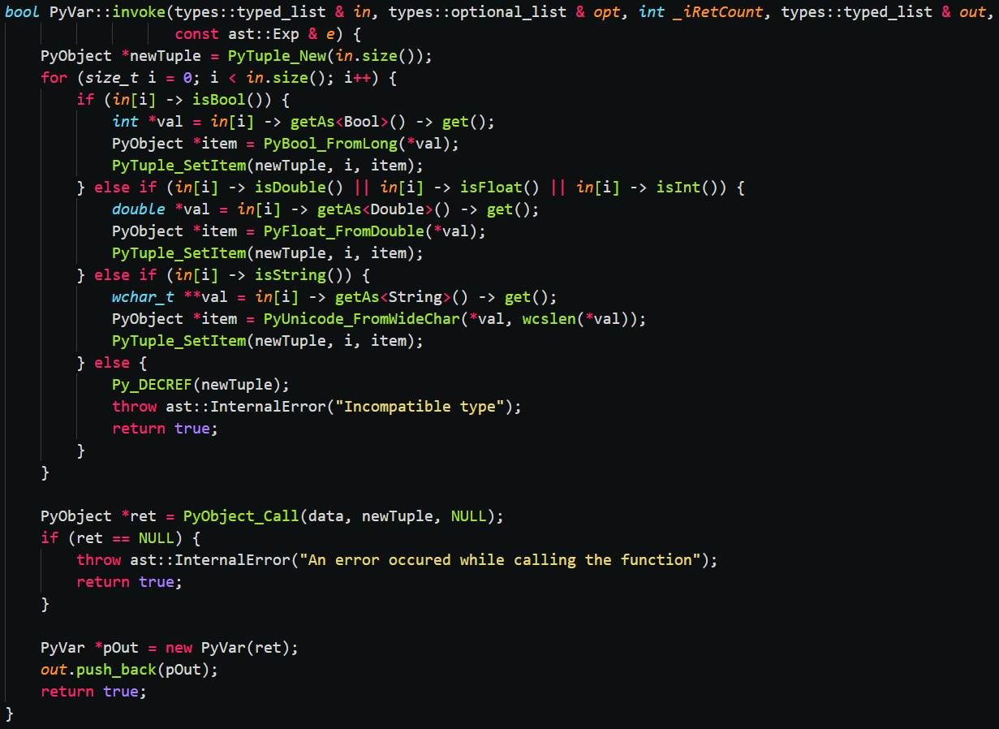 bool PyVar::invoke(types::typed_list & in, types::optional_list & opt, int _iRetCount, types::typed_list & out,
                   const ast::Exp & e) {
    PyObject *newTuple = PyTuple_New(in.size());
    for (size_t i = 0; i < in.size(); i++) {
        if (in[i] -> isBool()) {
            int *val = in[i] -> getAs<Bool>() -> get();
            PyObject *item = PyBool_FromLong(*val);
            PyTuple_SetItem(newTuple, i, item);
        } else if (in[i] -> isDouble() || in[i] -> isFloat() || in[i] -> isInt()) {
            double *val = in[i] -> getAs<Double>() -> get();
            PyObject *item = PyFloat_FromDouble(*val);
            PyTuple_SetItem(newTuple, i, item);
        } else if (in[i] -> isString()) {
            wchar_t **val = in[i] -> getAs<String>() -> get();
            PyObject *item = PyUnicode_FromWideChar(*val, wcslen(*val));
            PyTuple_SetItem(newTuple, i, item);
        } else {
            Py_DECREF(newTuple);
            throw ast::InternalError("Incompatible type");
            return true;
        }
    }

    PyObject *ret = PyObject_Call(data, newTuple, NULL);
    if (ret == NULL) {
        throw ast::InternalError("An error occured while calling the function");
        return true;
    }

    PyVar *pOut = new PyVar(ret);
    out.push_back(pOut);
    return true;
}